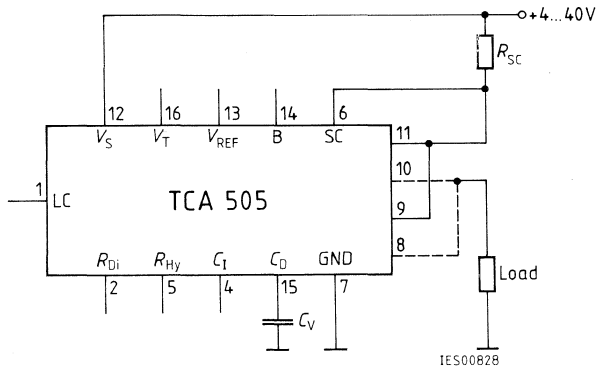 +4...40V
R_SC
12 16 13 14 6
V_S V_T V_REF B SC 11
10
1 LC TCA 505
9
8
R_Di R_Hy C_I C_D GND
2 5 4 15 7
Load
C_V
IES00828